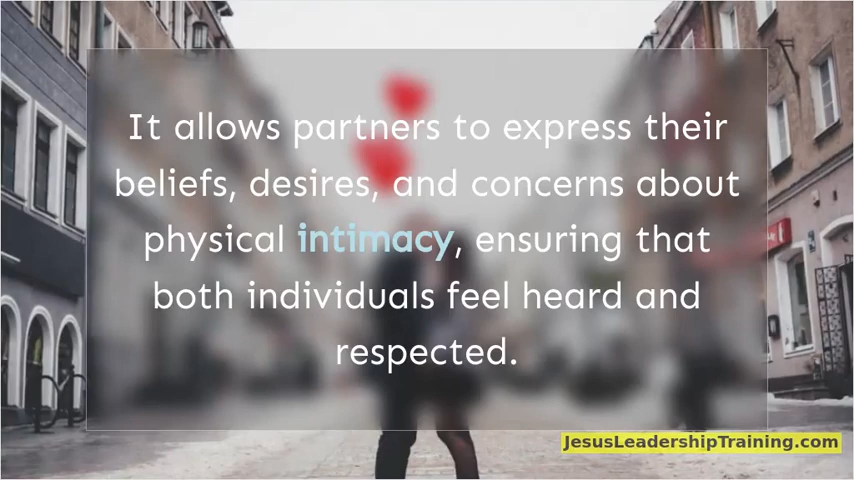 It allows partners to express their
beliefs, desires, and concerns about
physical intimacy, ensuring that
both individuals feel heard and
respected.
JesusLeadershipTraining.com